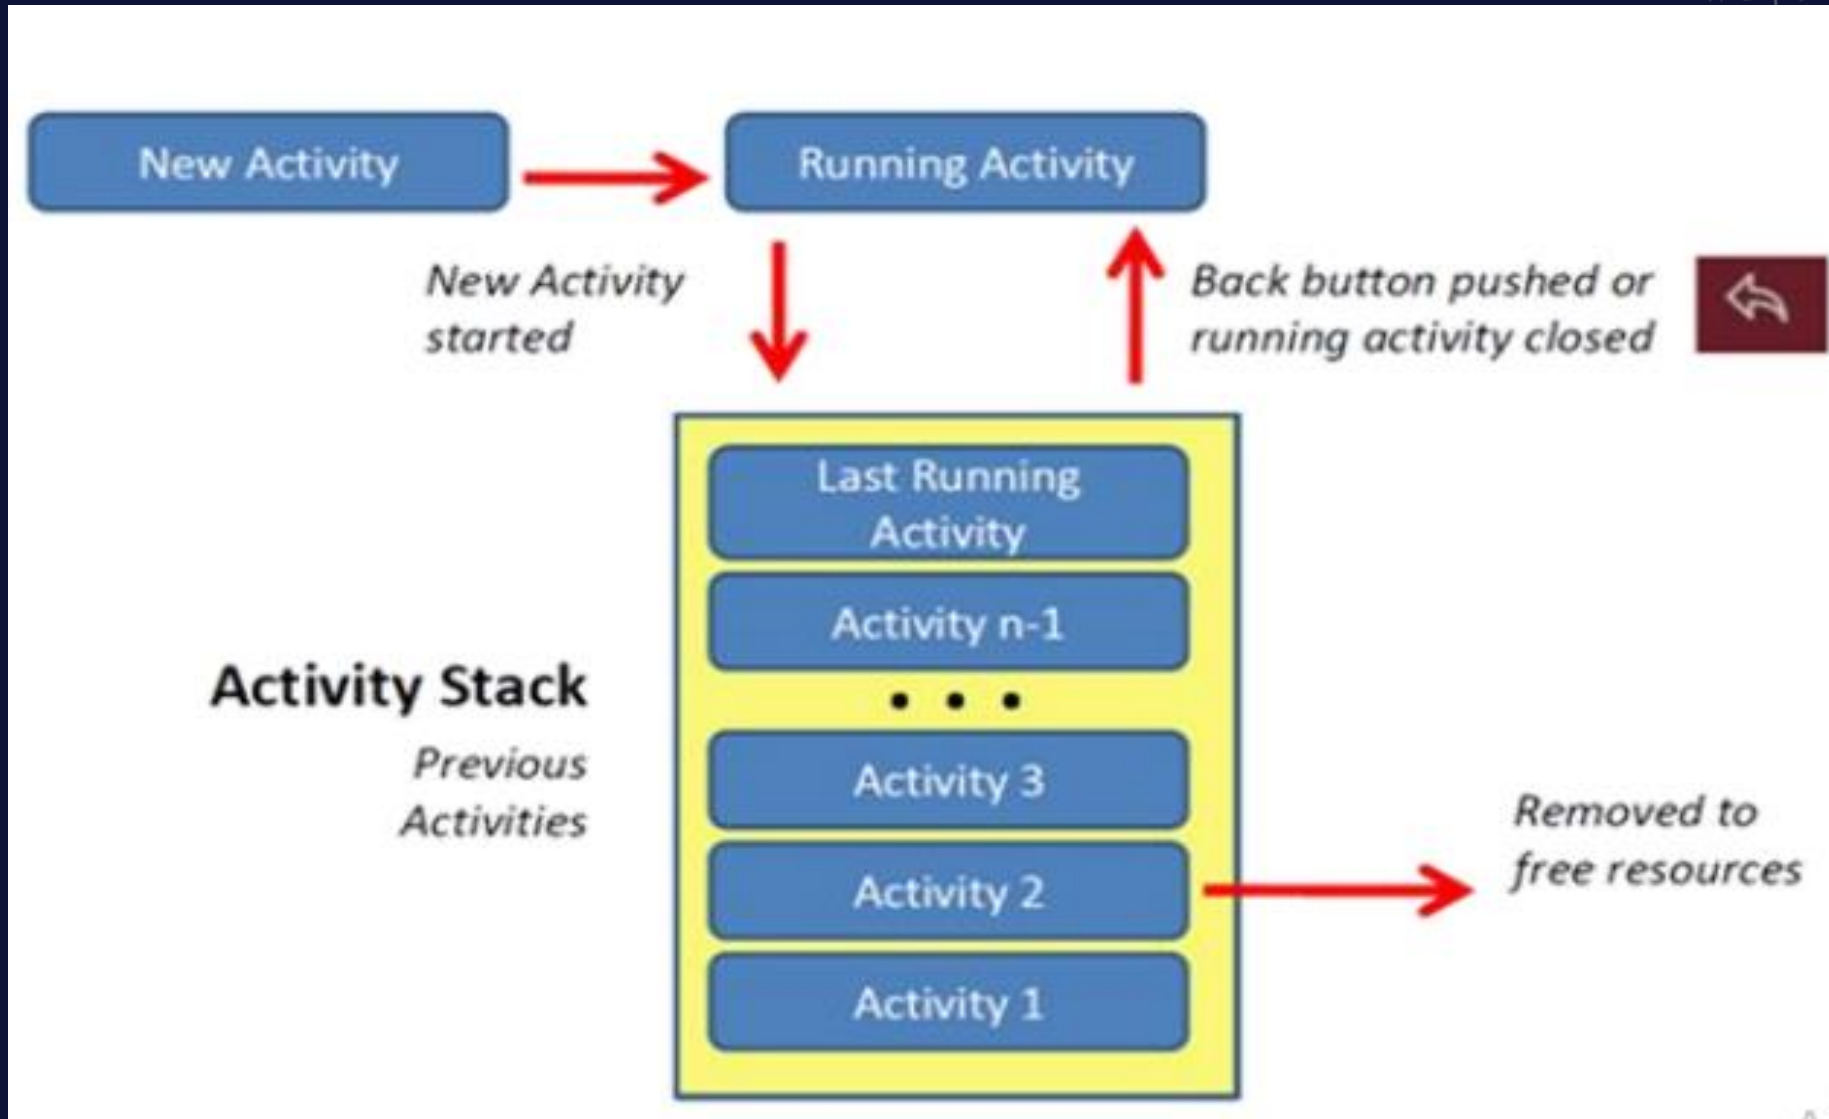 New Activity
Running Activity
New Activity
started
Back button pushed or
running activity closed
Last Running
Activity
Activity n-1
• • •
Activity Stack
Previous
Activities
Activity 3
Activity 2
Removed to
free resources
Activity 1